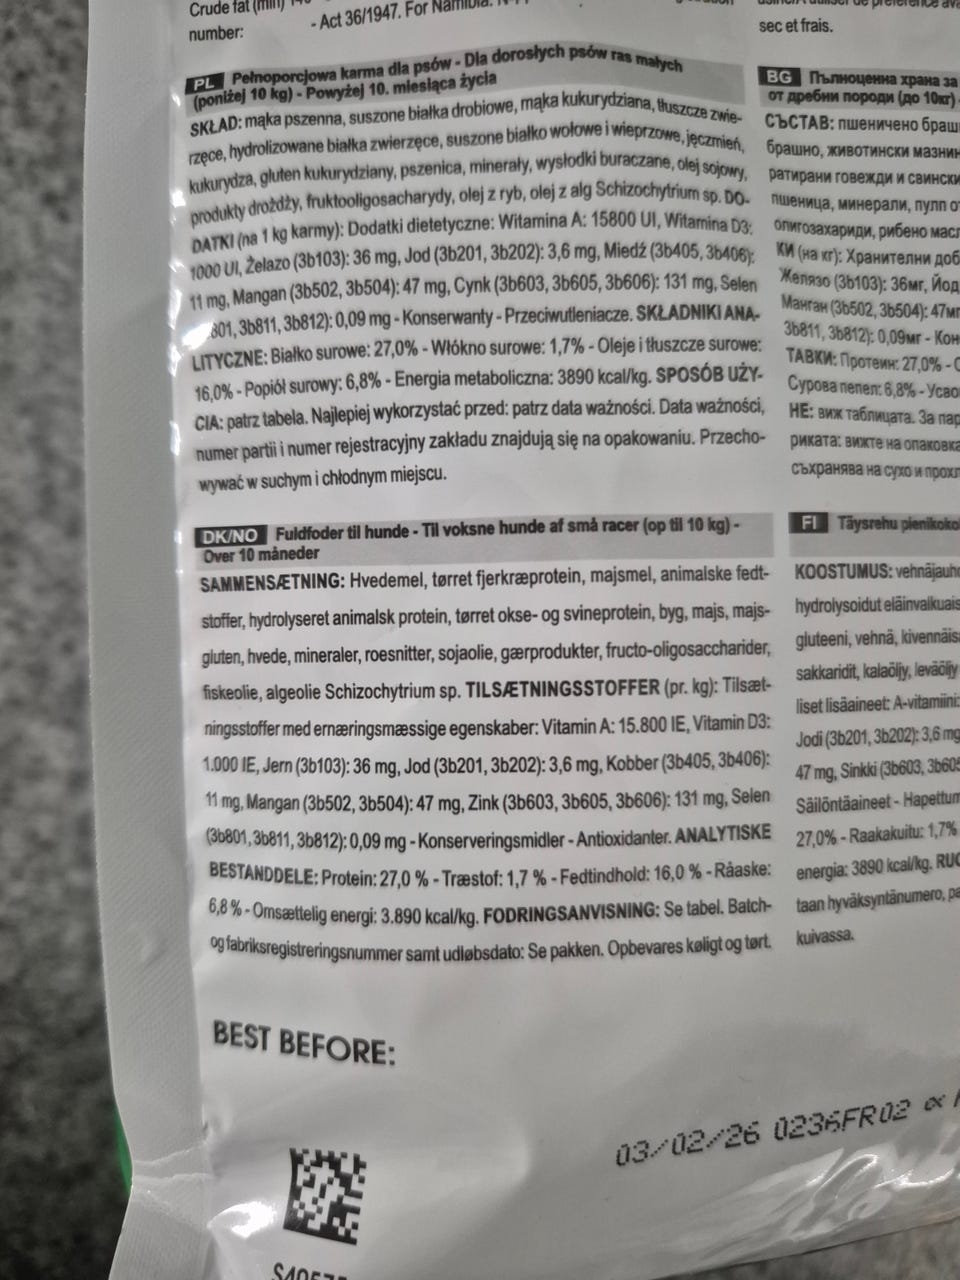 Crude fat (min)
number:
- Act 36/1947. For Namibia:
sec et frais.
PL Pełnoporcjowa karma dla psów - Dla dorosłych psów ras małych
(poniżej 10 kg) - Powyżej 10. miesiąca życia
SKŁAD: mąka pszenna, suszone białka drobiowe, mąka kukurydziana, tłuszcze zwie-
rzęce, hydrolizowane białka zwierzęce, suszone białko wołowe i wieprzowe, jęczmień,
kukurydza, gluten kukurydziany, pszenica, minerały, wysłodki buraczane, olej sojowy,
produkty drożdży, fruktooligosacharydy, olej z ryb, olej z alg Schizochytrium sp. DO-
DATKI (na 1 kg karmy): Dodatki dietetyczne: Witamina A: 15800 UI, Witamina D3:
1000 UI, Żelazo (3b103): 36 mg, Jod (3b201, 3b202): 3,6 mg, Miedź (3b405, 3b406):
11 mg, Mangan (3b502, 3b504): 47 mg, Cynk (3b603, 3b605, 3b606): 131 mg, Selen
801, 3b811, 3b812): 0,09 mg - Konserwanty - Przeciwutleniacze. SKŁADNIKI ANA-
LITYCZNE: Białko surowe: 27,0% - Włókno surowe: 1,7% - Oleje i tłuszcze surowe:
16,0% - Popiół surowy: 6,8% - Energia metaboliczna: 3890 kcal/kg. SPOSÓB UŻY-
CIA: patrz tabela. Najlepiej wykorzystać przed: patrz data ważności. Data ważności,
numer partii i numer rejestracyjny zakładu znajdują się na opakowaniu. Przecho-
wywać w suchym i chłodnym miejscu.
BG Пълноценна храна за
от дребни породи (до 10кг)
СЪСТАВ: пшеничено браш
брашно, животински мазнин
ратирани говежди и свински
пшеница, минерали, пулп о
олигозахариди, рибено масл
КИ (на кг): Хранителни доб
Желязо (3b103): 36мг, Йод
Манган (3b502, 3b504): 47мг
3b811, 3b812): 0,09мг - Кон
ТАВКИ: Протеин: 27,0% - С
Сурова пепел: 6,8% - Усво
НЕ: виж таблицата. За пар
риката: вижте на опаковка
съхранява на сухо и прохл
DK/NO Fuldfoder til hunde - Til voksne hunde af små racer (op til 10 kg) -
Over 10 måneder
SAMMENSÆTNING: Hvedemel, tørret fjerkræprotein, majsmel, animalske fedt-
stoffer, hydrolyseret animalsk protein, tørret okse- og svineprotein, byg, majs, majs-
gluten, hvede, mineraler, roesnitter, sojaolie, gærprodukter, fructo-oligosaccharider,
fiskeolie, algeolie Schizochytrium sp. TILSÆTNINGSSTOFFER (pr. kg): Tilsæt-
ningsstoffer med ernæringsmæssige egenskaber: Vitamin A: 15.800 IE, Vitamin D3:
1.000 IE, Jern (3b103): 36 mg, Jod (3b201, 3b202): 3,6 mg, Kobber (3b405, 3b406):
11 mg, Mangan (3b502, 3b504): 47 mg, Zink (3b603, 3b605, 3b606): 131 mg, Selen
(3b801, 3b811, 3b812): 0,09 mg - Konserveringsmidler - Antioxidanter. ANALYTISKE
BESTANDDELE: Protein: 27,0 % - Træstof: 1,7 % - Fedtindhold: 16,0 % - Råaske:
6,8 % - Omsættelig energi: 3.890 kcal/kg. FODRINGSANVISNING: Se tabel. Batch-
og fabriksregistreringsnummer samt udløbsdato: Se pakken. Opbevares køligt og tørt.
FI Täysrehu pienikoko
KOOSTUMUS: vehnäjauho
hydrolysoidut eläinvalkuais
gluteeni, vehnä, kivennäisa
sakkaridit, kalaöljy, leväöljy
liset lisäaineet: A-vitamiini:
Jodi (3b201, 3b202): 3,6 mg
47 mg, Sinkki (3b603, 3b605
Säilöntäaineet - Hapettum
27,0% - Raakakuitu: 1,7%
energia: 3890 kcal/kg. RUO
taan hyväksyntänumero, pa
kuivassa.
BEST BEFORE:
03/02/26 0236FR02